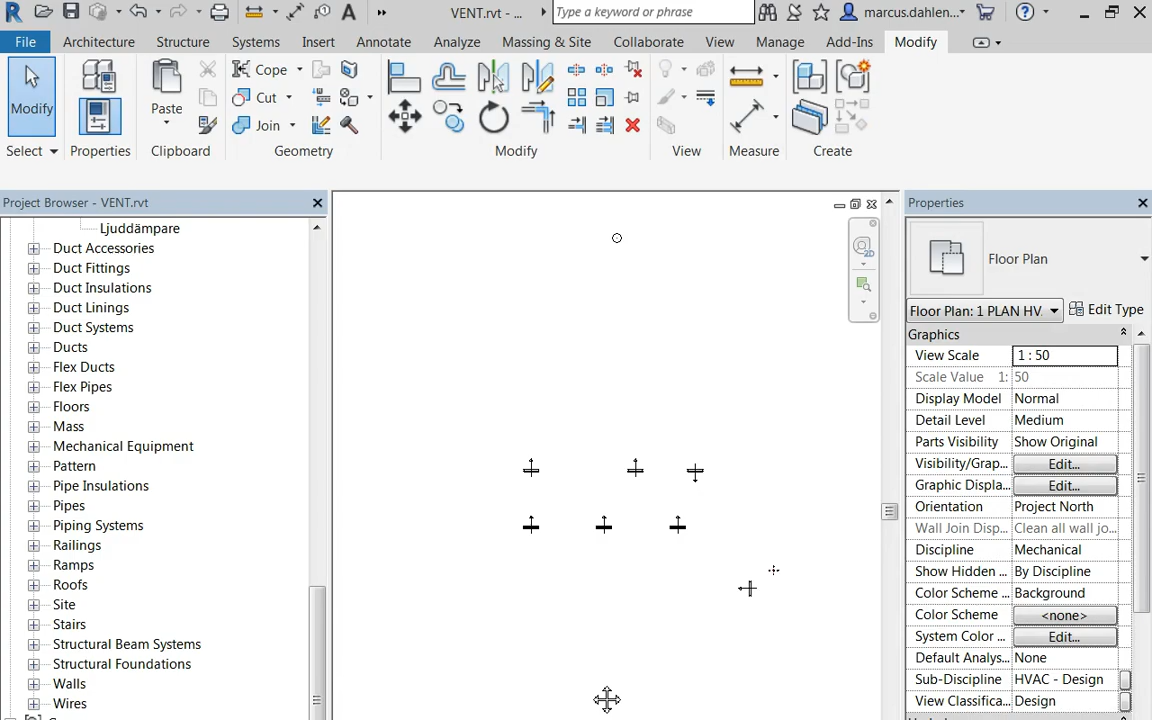 VENT.rvt - ...
Type a keyword or phrase
marcus.dahlen...
File
Architecture
Structure
Systems
Insert
Annotate
Analyze
Massing & Site
Collaborate
View
Manage
Add-Ins
Modify
Modify
Paste
Cope
Cut
Join
Select
Properties
Clipboard
Geometry
Modify
View
Measure
Create
Project Browser - VENT.rvt
Ljuddämpare
Duct Accessories
Duct Fittings
Duct Insulations
Duct Linings
Duct Systems
Ducts
Flex Ducts
Flex Pipes
Floors
Mass
Mechanical Equipment
Pattern
Pipe Insulations
Pipes
Piping Systems
Railings
Ramps
Roofs
Site
Stairs
Structural Beam Systems
Structural Foundations
Walls
Wires
Properties
Floor Plan
Floor Plan: 1 PLAN HV.
Edit Type
Graphics
View Scale 1 : 50
Scale Value 1: 50
Display Model Normal
Detail Level Medium
Parts Visibility Show Original
Visibility/Grap... Edit...
Graphic Displa... Edit...
Orientation Project North
Wall Join Disp... Clean all wall jo...
Discipline Mechanical
Show Hidden ... By Discipline
Color Scheme ... Background
Color Scheme <none>
System Color ... Edit...
Default Analys... None
Sub-Discipline HVAC - Design
View Classifica... Design